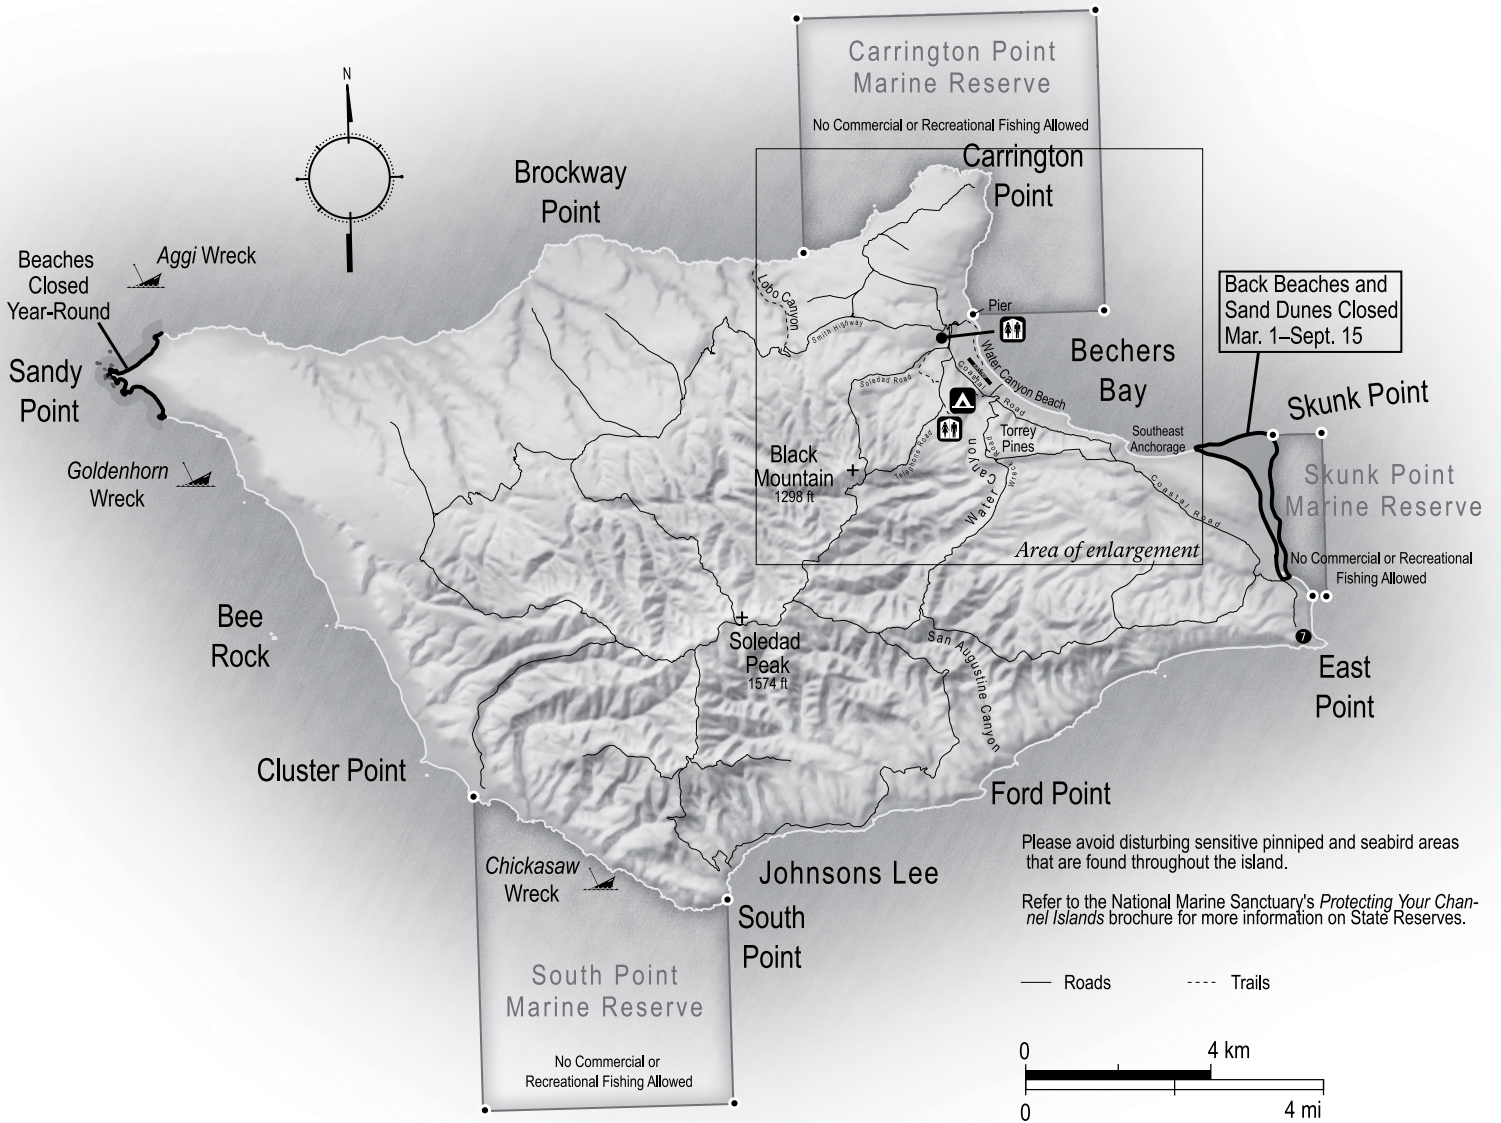 Carrington Point
Marine Reserve
No Commercial or Recreational Fishing Allowed
N
Carrington
Point
Brockway
Point
Aggi Wreck
Beaches
Closed
Year-Round
Sandy
Point
Goldenhorn
Wreck
Lobo Canyon
Smith Highway
Pier
Bechers
Bay
Back Beaches and
Sand Dunes Closed
Mar. 1–Sept. 15
Skunk Point
Soledad Road
Water Canyon Beach
Coastal
Road
Torrey
Pines
Southeast
Anchorage
Telephone Road
Water Canyon
Wreck Road
Black
Mountain
1298 ft
Coastal Road
Skunk Point
Marine Reserve
No Commercial or Recreational
Fishing Allowed
Area of enlargement
Bee
Rock
Soledad
Peak
1574 ft
San Augustine Canyon
7
East
Point
Cluster Point
Ford Point
Chickasaw
Wreck
Johnsons Lee
South
Point
South Point
Marine Reserve
No Commercial or
Recreational Fishing Allowed
Please avoid disturbing sensitive pinniped and seabird areas
that are found throughout the island.
Refer to the National Marine Sanctuary's Protecting Your Chan-
nel Islands brochure for more information on State Reserves.
Roads
Trails
0
4 km
0
4 mi